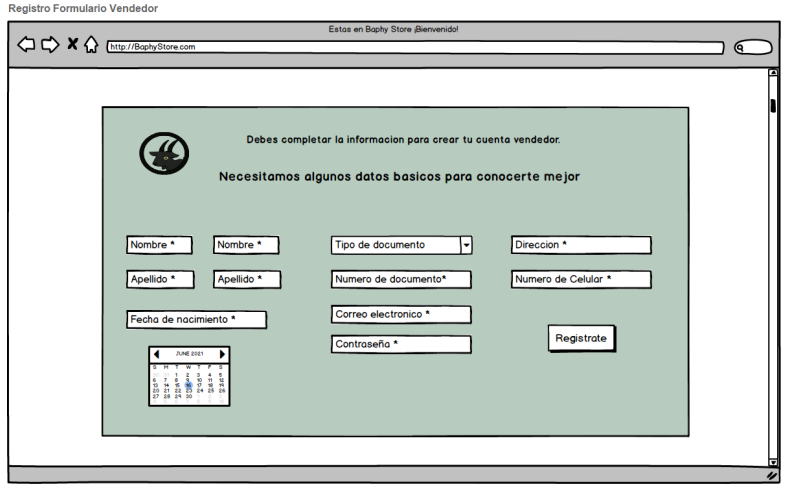 Registro Formulario Vendedor
Estas en Baphy Store ¡Bienvenido!
http://BaphyStore.com
Debes completar la informacion para crear tu cuenta vendedor.
Necesitamos algunos datos basicos para conocerte mejor
Nombre * Nombre * Tipo de documento Direccion *
Apellido * Apellido * Numero de documento* Numero de Celular *
Fecha de nacimiento * Correo electronico *
Contraseña * Registrate
JUNE 2021
S M T W T F S
1 2 3 4 5
6 7 8 9 10 11 12
13 14 15 16 17 18 19
20 21 22 23 24 25 26
27 28 29 30